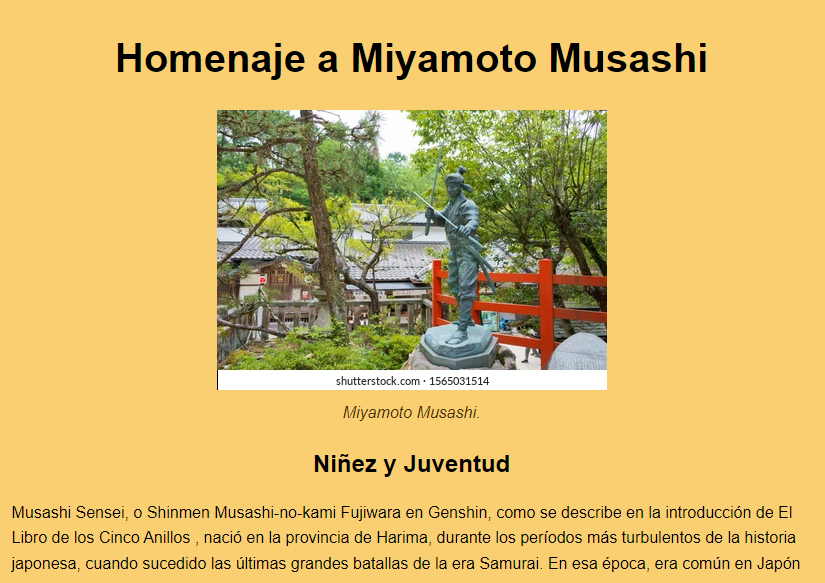 Homenaje a Miyamoto Musashi
shutterstock.com · 1565031514
Miyamoto Musashi.
Niñez y Juventud
Musashi Sensei, o Shinmen Musashi-no-kami Fujiwara en Genshin, como se describe en la introducción de El
Libro de los Cinco Anillos , nació en la provincia de Harima, durante los períodos más turbulentos de la historia
japonesa, cuando sucedido las últimas grandes batallas de la era Samurai. En esa época, era común en Japón